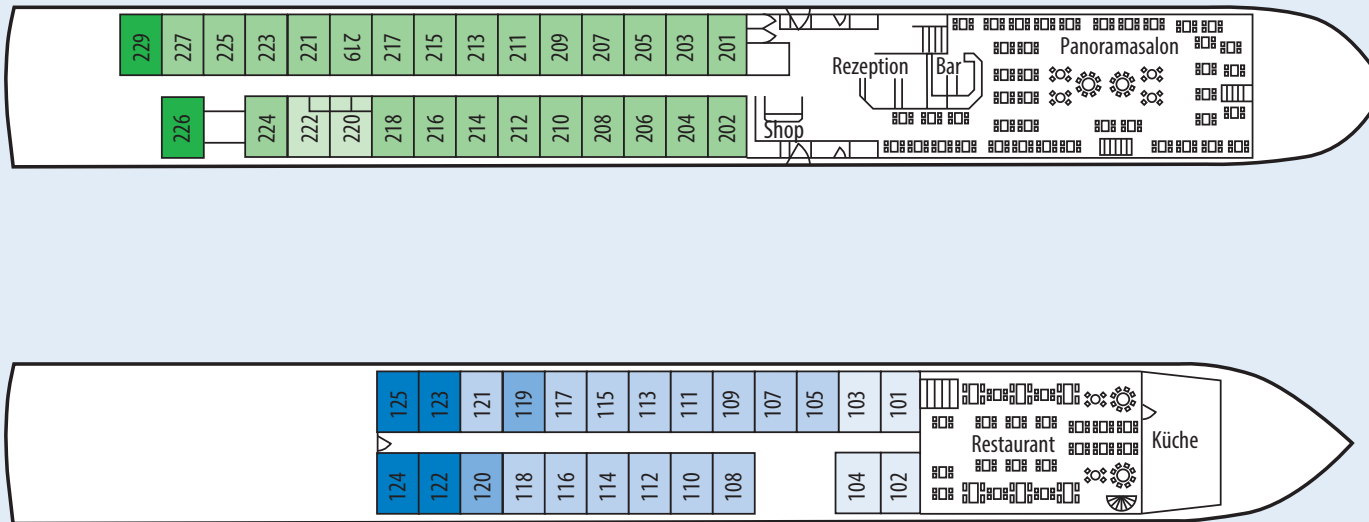 229 227 225 223 221 219 217 215 213 211 209 207 205 203 201
Panoramasalon
Rezeption Bar
226 224 222 220 218 216 214 212 210 208 206 204 202
Shop
125 123 121 119 117 115 113 111 109 107 105 103 101
Restaurant Küche
124 122 120 118 116 114 112 110 108 104 102